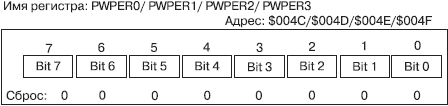 Имя регистра: PWPER0/ PWPER1/ PWPER2/ PWPER3
Адрес: $004C/$004D/$004E/$004F
7 6 5 4 3 2 1 0
Bit 7 Bit 6 Bit 5 Bit 4 Bit 3 Bit 2 Bit 1 Bit 0
Сброс: 0 0 0 0 0 0 0 0